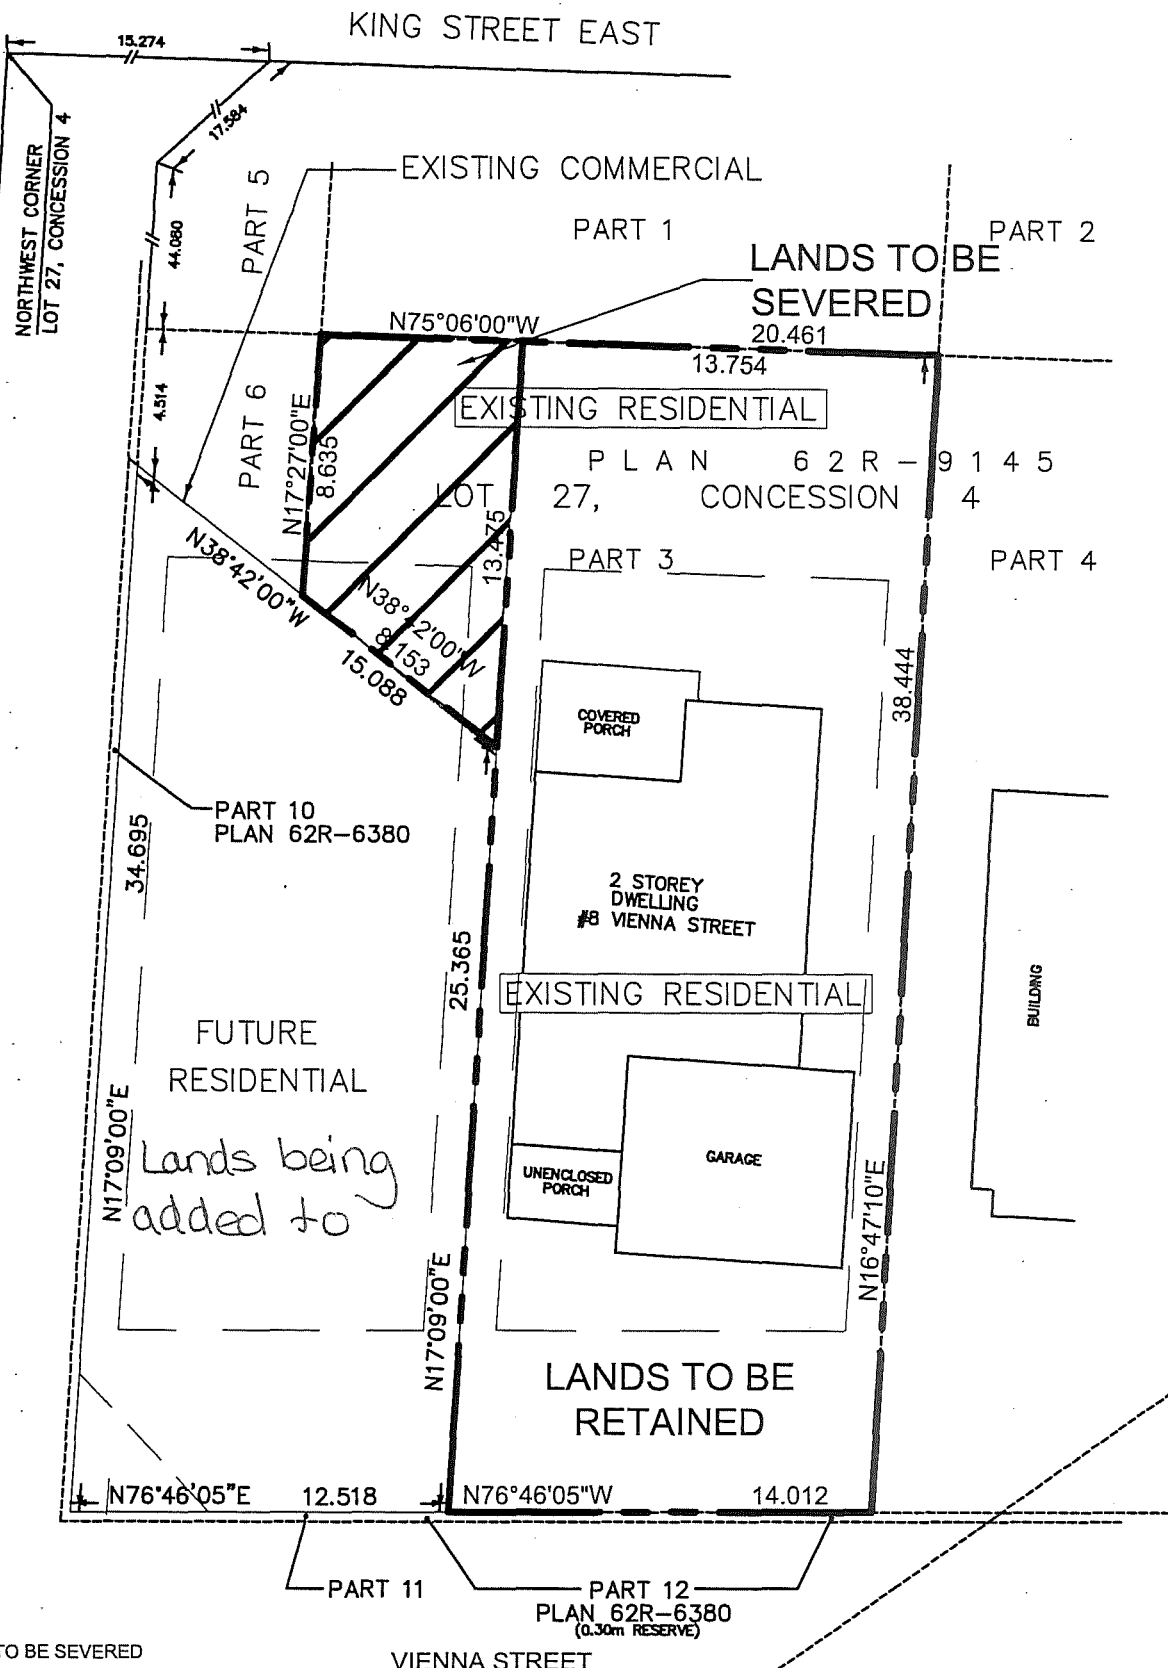 KING STREET EAST
15.274
17.584
NORTHWEST CORNER
LOT 27, CONCESSION 4
44.080
PART 5
EXISTING COMMERCIAL
PART 1
PART 2
LANDS TO BE
SEVERED
N75°06'00"W
20.461
13.754
4.514
PART 6
N17°27'00"E
8.635
EXISTING RESIDENTIAL
PLAN 62R-9145
LOT 27, CONCESSION 4
13.475
PART 3
PART 4
N38°42'00"W
N38°42'00"W
8.153
15.088
38.444
COVERED
PORCH
PART 10
PLAN 62R-6380
34.695
2 STOREY
DWELLING
#8 VIENNA STREET
25.365
EXISTING RESIDENTIAL
BUILDING
FUTURE
RESIDENTIAL
N17°09'00"E
Lands being
added to
UNENCLOSED
PORCH
GARAGE
N16°47'10"E
N17°09'00"E
LANDS TO BE
RETAINED
N76°46'05"E 12.518
N76°46'05"W 14.012
PART 11
PART 12
PLAN 62R-6380
(0.30m RESERVE)
TO BE SEVERED
VIENNA STREET